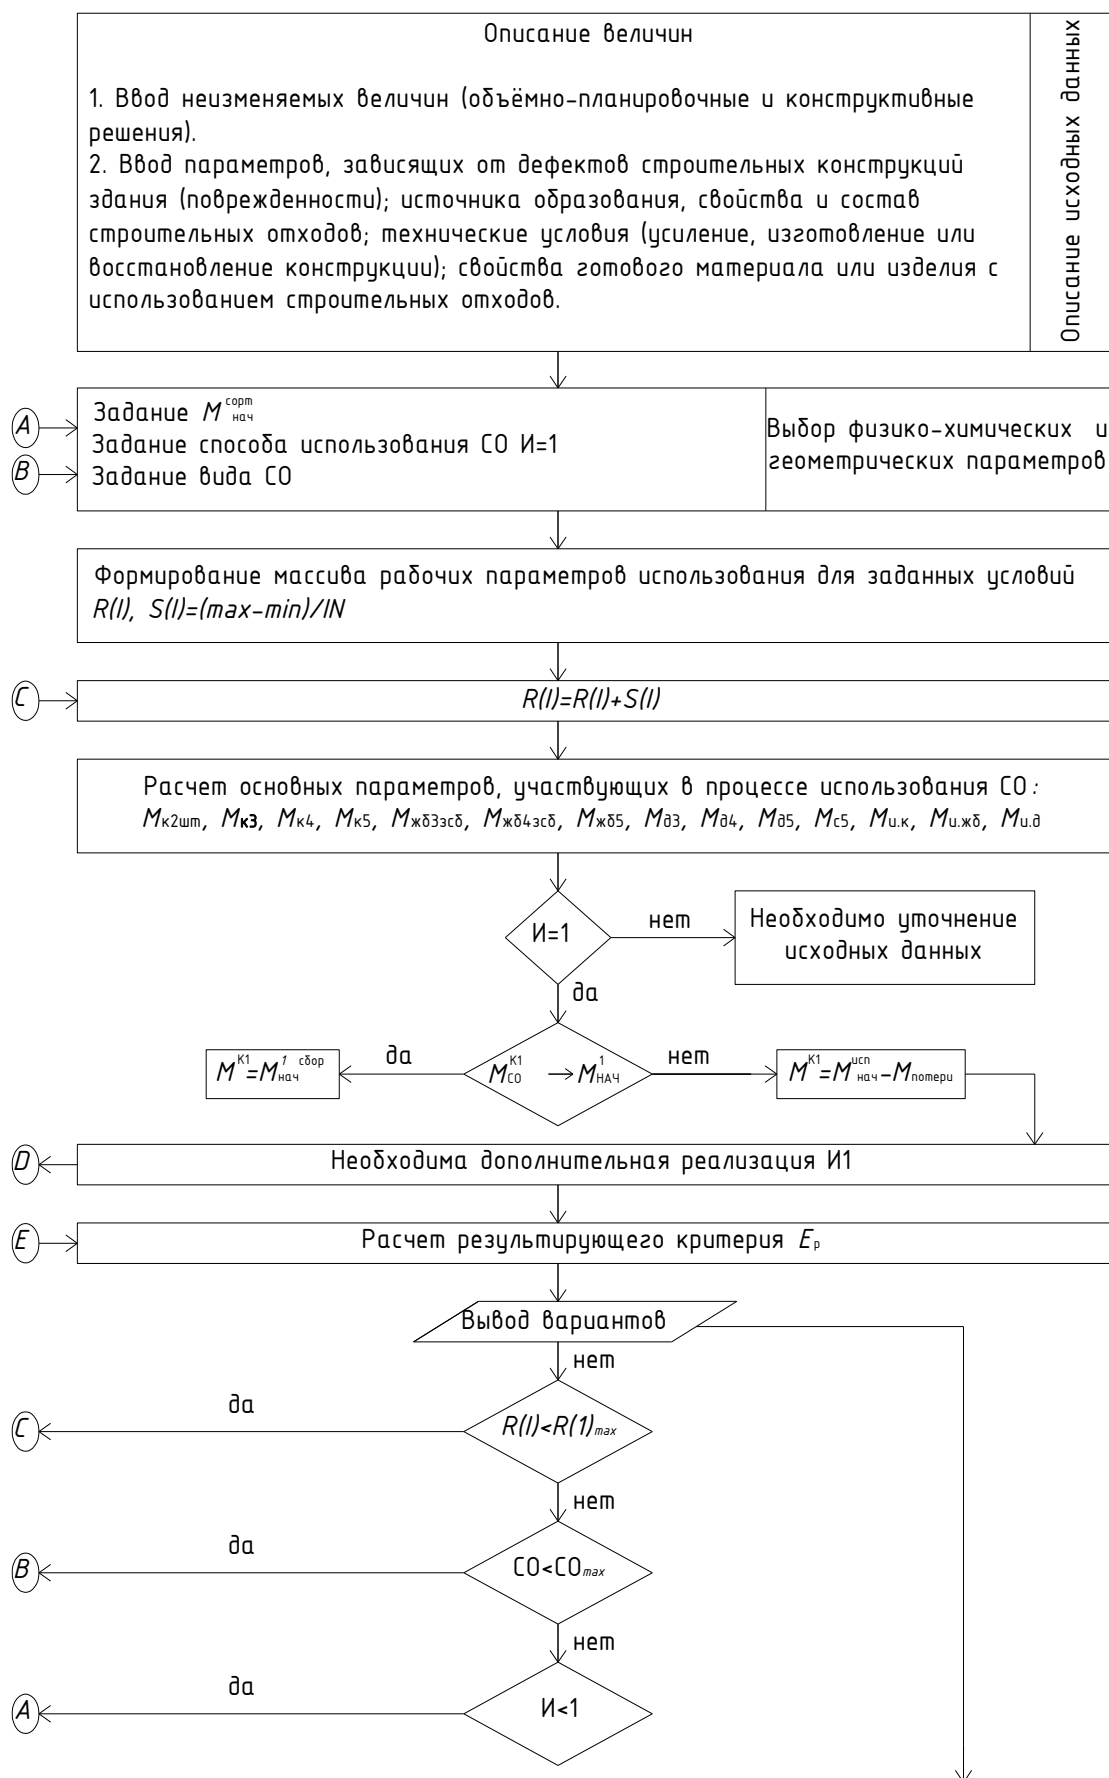 Описание величин
1. Ввод неизменяемых величин (объёмно-планировочные и конструктивные
решения).
2. Ввод параметров, зависящих от дефектов строительных конструкций
здания (поврежденности); источника образования, свойства и состав
строительных отходов; технические условия (усиление, изготовление или
восстановление конструкции); свойства готового материала или изделия с
использованием строительных отходов.
Описание исходных данных
A
Задание M нач сорт
Задание способа использования СО И=1
B
Задание вида СО
Выбор физико-химических и
геометрических параметров
Формирование массива рабочих параметров использования для заданных условий
R(I), S(I)=(max-min)/IN
C
R(I)=R(I)+S(I)
Расчет основных параметров, участвующих в процессе использования СО:
Mк2шт, Mк3, Mк4, Mк5, Mжб3зсб, Mжб4зсб, Mжб5, Mд3, Mд4, Mд5, Mс5, Mи.к, Mи.жб, Mи.д
И=1
нет
Необходимо уточнение
исходных данных
да
M К1 = M нач 1 сбор
да
M СО К1 → M НАЧ 1
нет
M К1 = M нач исп − M потери
D
Необходима дополнительная реализация И1
E
Расчет результирующего критерия Eр
Вывод вариантов
нет
да
C
R(I)<R(1)max
нет
да
B
СО<СОmax
нет
да
A
И<1